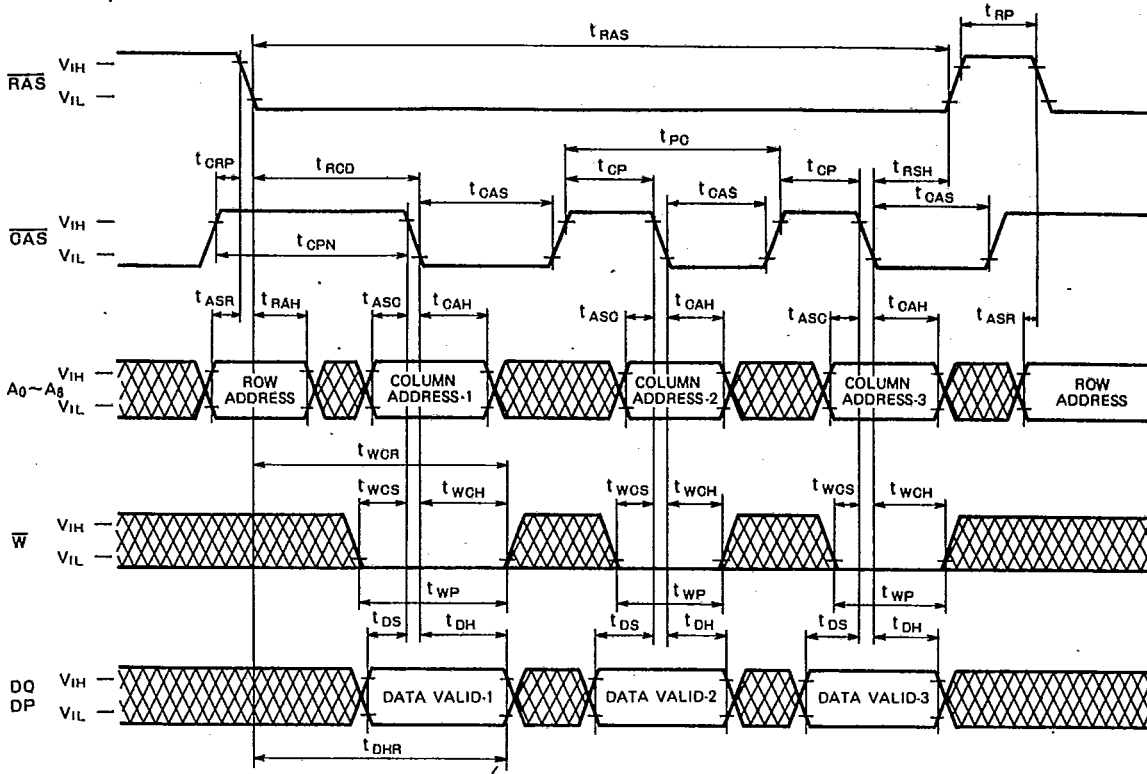 tRP
tRAS
RAS VIH
VIL
tPC
tCRP tRCD tCP tCP tRSH
tCAS tCAS tCAS
CAS VIH
VIL
tCPN
tASR tRAH tASC tCAH tASC tCAH tASC tCAH tASR
A0~A8 VIH
VIL
ROW ADDRESS COLUMN ADDRESS-1 COLUMN ADDRESS-2 COLUMN ADDRESS-3 ROW ADDRESS
tWCR
tWCS tWCH tWCS tWCH tWCS tWCH
W VIH
VIL
tWP tWP tWP
tDS tDH tDS tDH tDS tDH
DQ VIH
DP VIL
DATA VALID-1 DATA VALID-2 DATA VALID-3
tDHR